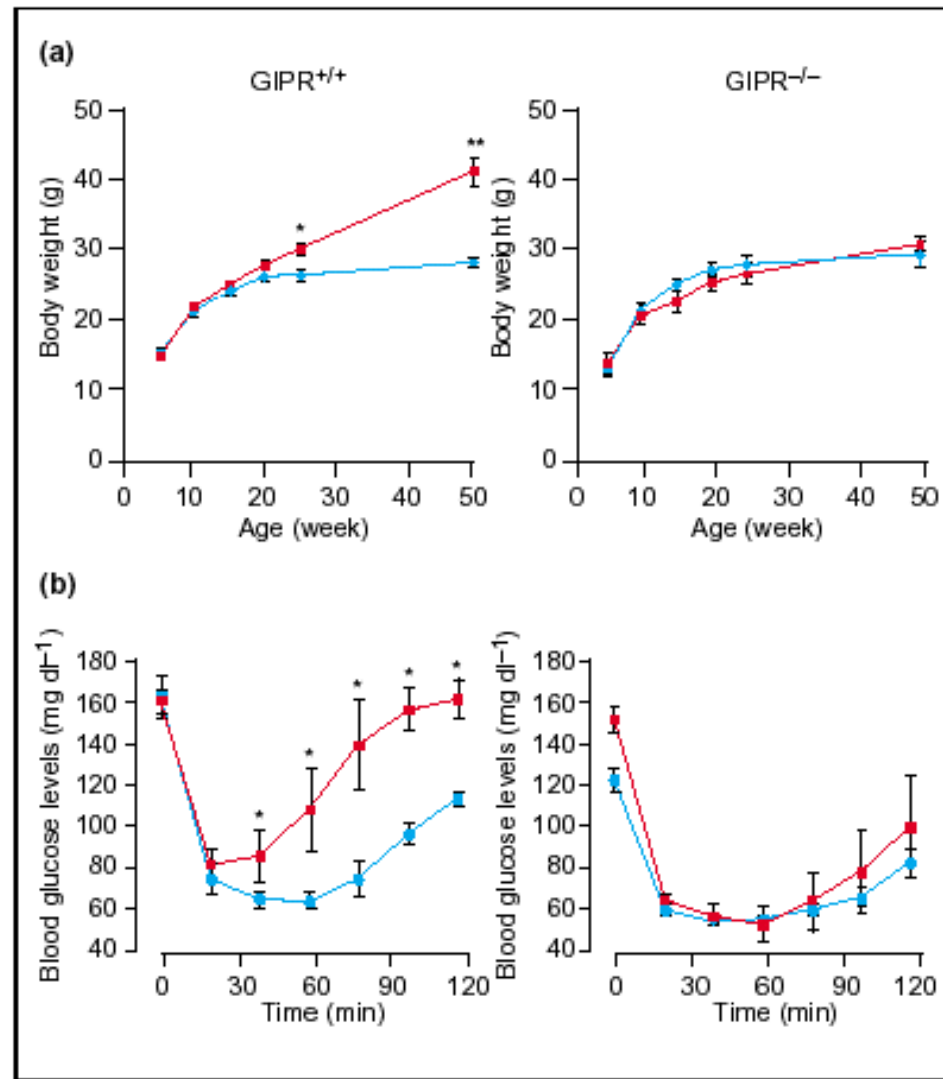 (a)
GIPR+/+
GIPR−/−
50
40
30
20
10
0
Body weight (g)
*
**
0 10 20 30 40 50
Age (week)
50
40
30
20
10
0
Body weight (g)
0 10 20 30 40 50
Age (week)
(b)
180
160
140
120
100
80
60
40
Blood glucose levels (mg dl–1)
* * * * *
0 30 60 90 120
Time (min)
180
160
140
120
100
80
60
40
Blood glucose levels (mg dl–1)
0 30 60 90 120
Time (min)